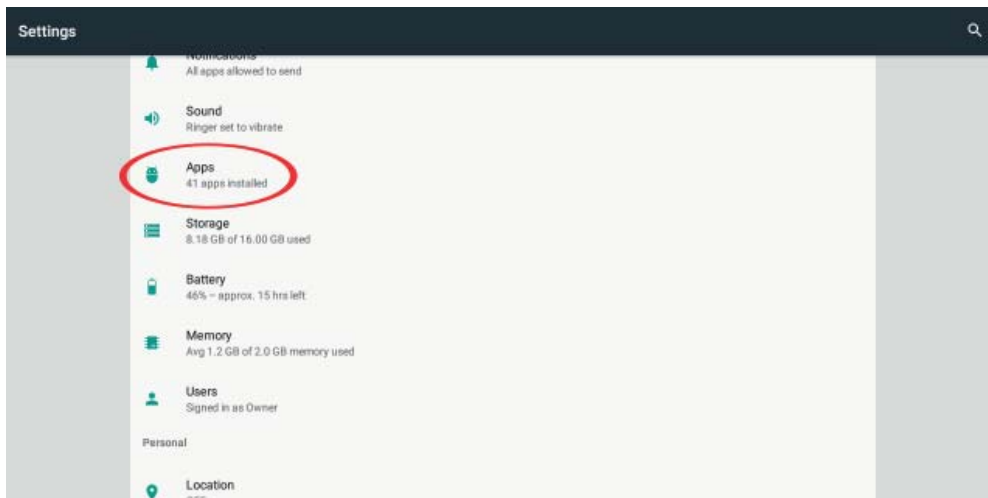 Settings
Notifications
All apps allowed to send
Sound
Ringer set to vibrate
Apps
41 apps installed
Storage
8.18 GB of 16.00 GB used
Battery
46% – approx. 15 hrs left
Memory
Avg 1.2 GB of 2.0 GB memory used
Users
Signed in as Owner
Personal
Location